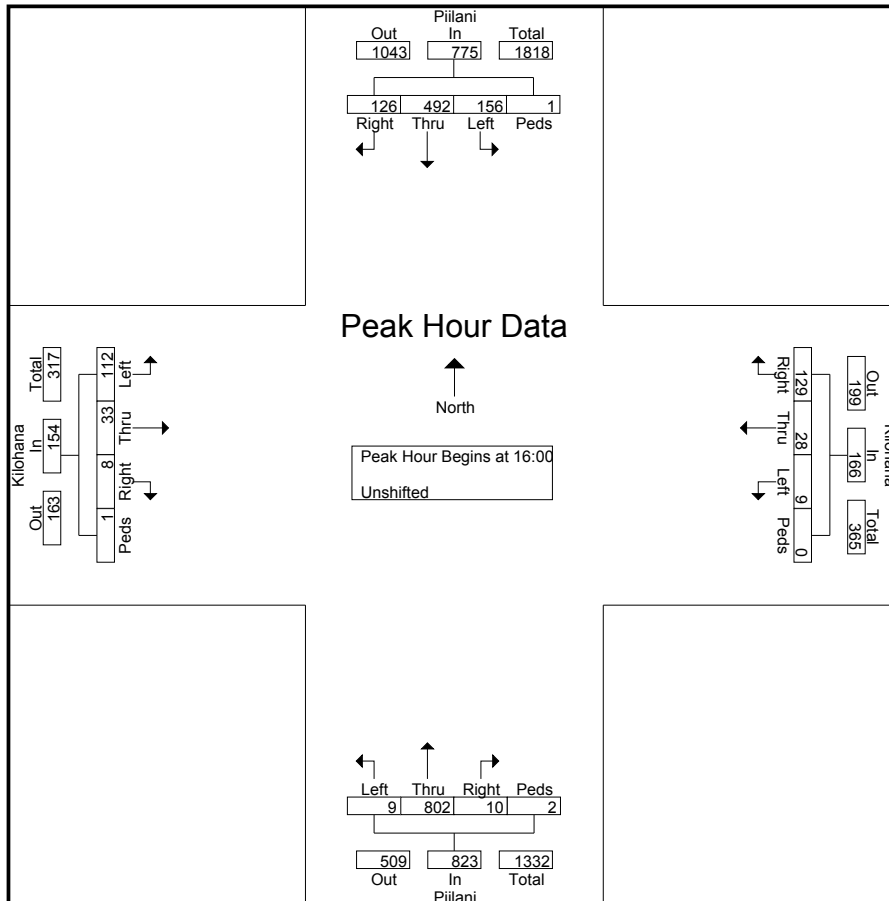 Piilani
Out In Total
1043 775 1818
126 492 156 1
Right Thru Left Peds
Peak Hour Data
North
Peak Hour Begins at 16:00
Unshifted
Kilohana
Total In Out
317 154 163
112 33 8 1
Left Thru Right Peds
Kilohana
Out In Total
199 166 365
129 28 9 0
Right Thru Left Peds
Left Thru Right Peds
9 802 10 2
509 823 1332
Out In Total
Piilani